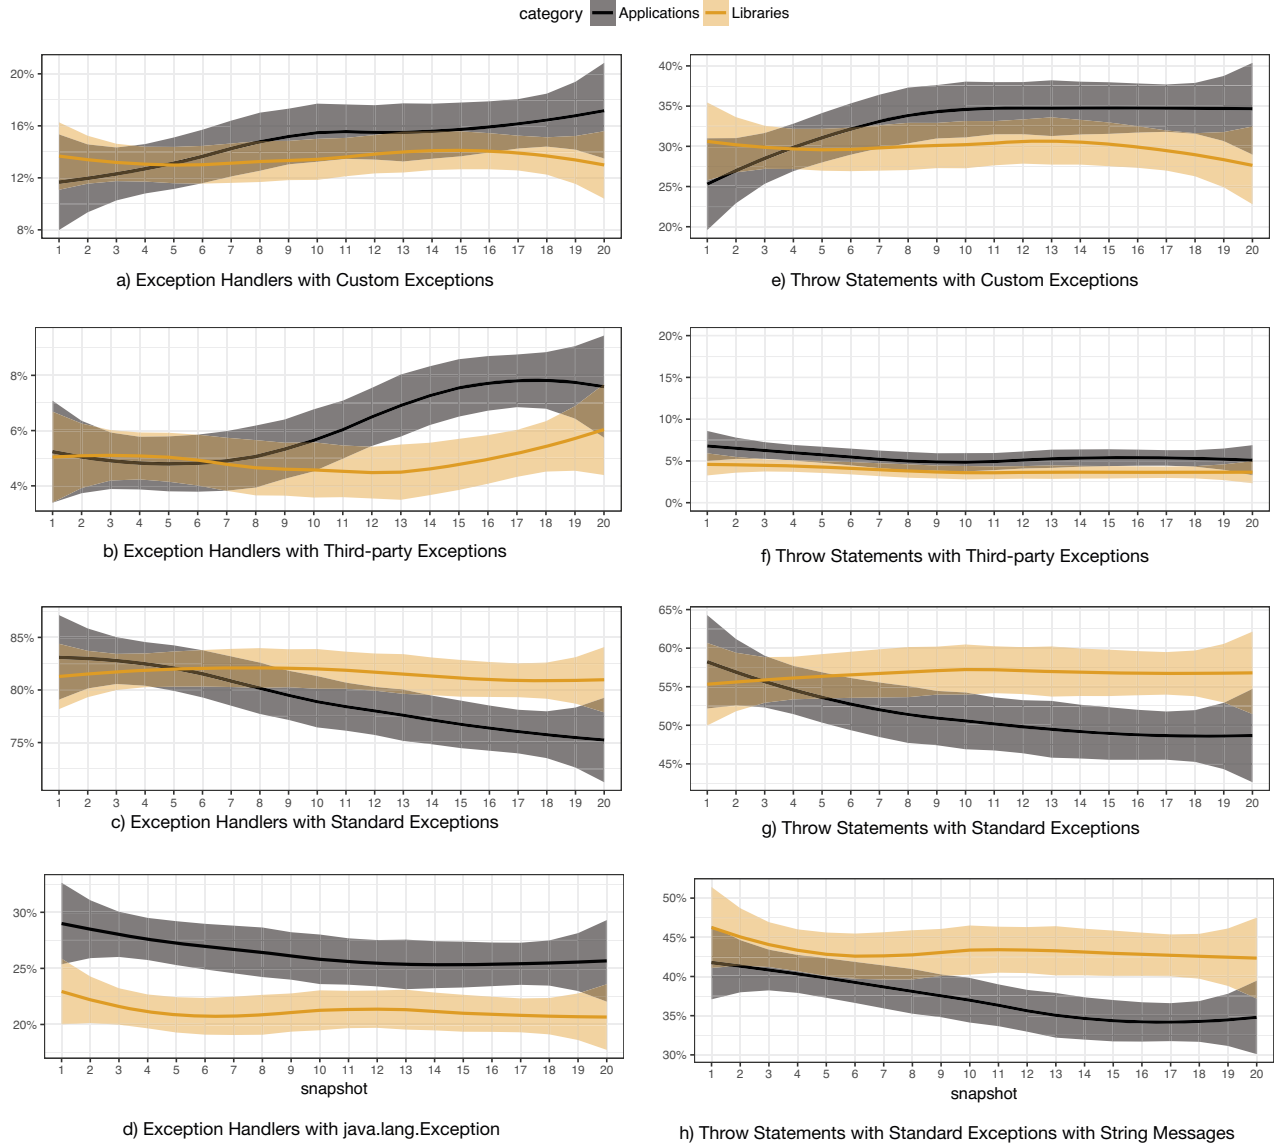 category Applications Libraries
20%
16%
12%
8%
1 2 3 4 5 6 7 8 9 10 11 12 13 14 15 16 17 18 19 20
a) Exception Handlers with Custom Exceptions
40%
35%
30%
25%
20%
1 2 3 4 5 6 7 8 9 10 11 12 13 14 15 16 17 18 19 20
e) Throw Statements with Custom Exceptions
8%
6%
4%
1 2 3 4 5 6 7 8 9 10 11 12 13 14 15 16 17 18 19 20
b) Exception Handlers with Third-party Exceptions
20%
15%
10%
5%
0%
1 2 3 4 5 6 7 8 9 10 11 12 13 14 15 16 17 18 19 20
f) Throw Statements with Third-party Exceptions
85%
80%
75%
1 2 3 4 5 6 7 8 9 10 11 12 13 14 15 16 17 18 19 20
c) Exception Handlers with Standard Exceptions
65%
60%
55%
50%
45%
1 2 3 4 5 6 7 8 9 10 11 12 13 14 15 16 17 18 19 20
g) Throw Statements with Standard Exceptions
30%
25%
20%
1 2 3 4 5 6 7 8 9 10 11 12 13 14 15 16 17 18 19 20
snapshot
d) Exception Handlers with java.lang.Exception
50%
45%
40%
35%
30%
1 2 3 4 5 6 7 8 9 10 11 12 13 14 15 16 17 18 19 20
snapshot
h) Throw Statements with Standard Exceptions with String Messages